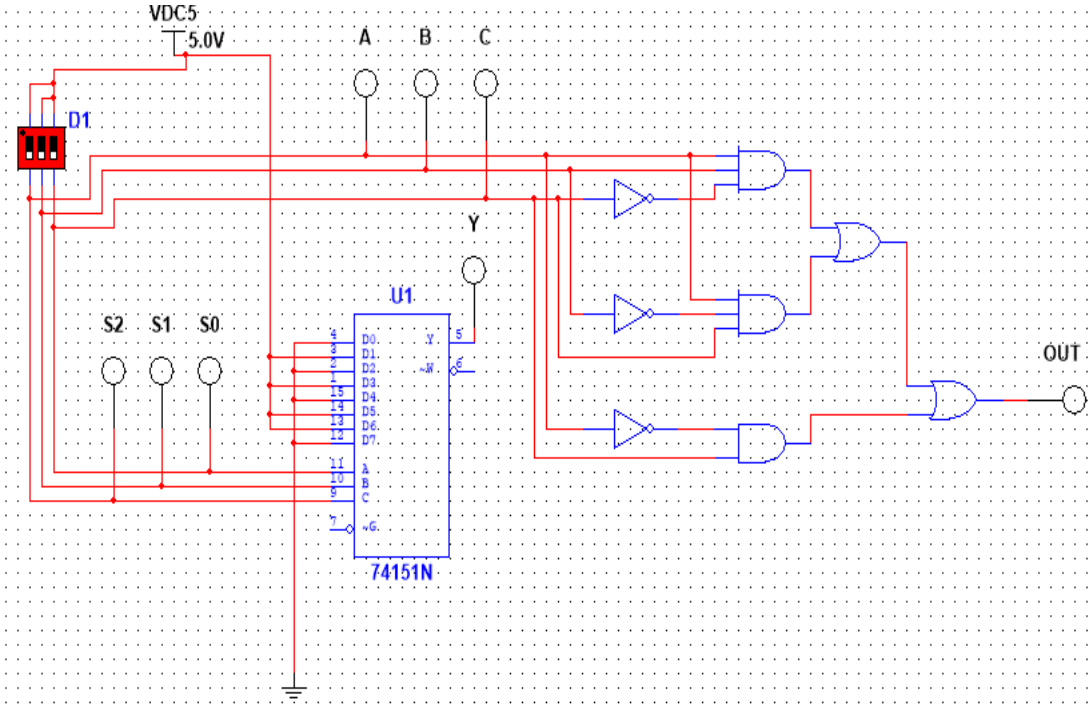 VDC5
5.0V
A B C
D1
Y
U1
S2 S1 S0
OUT
4 D0 Y 5
3 D1
2 D2 ~W 6
1 D3
15 D4
14 D5
13 D6
12 D7
11 A
10 B
9 C
7 ~G
74151N